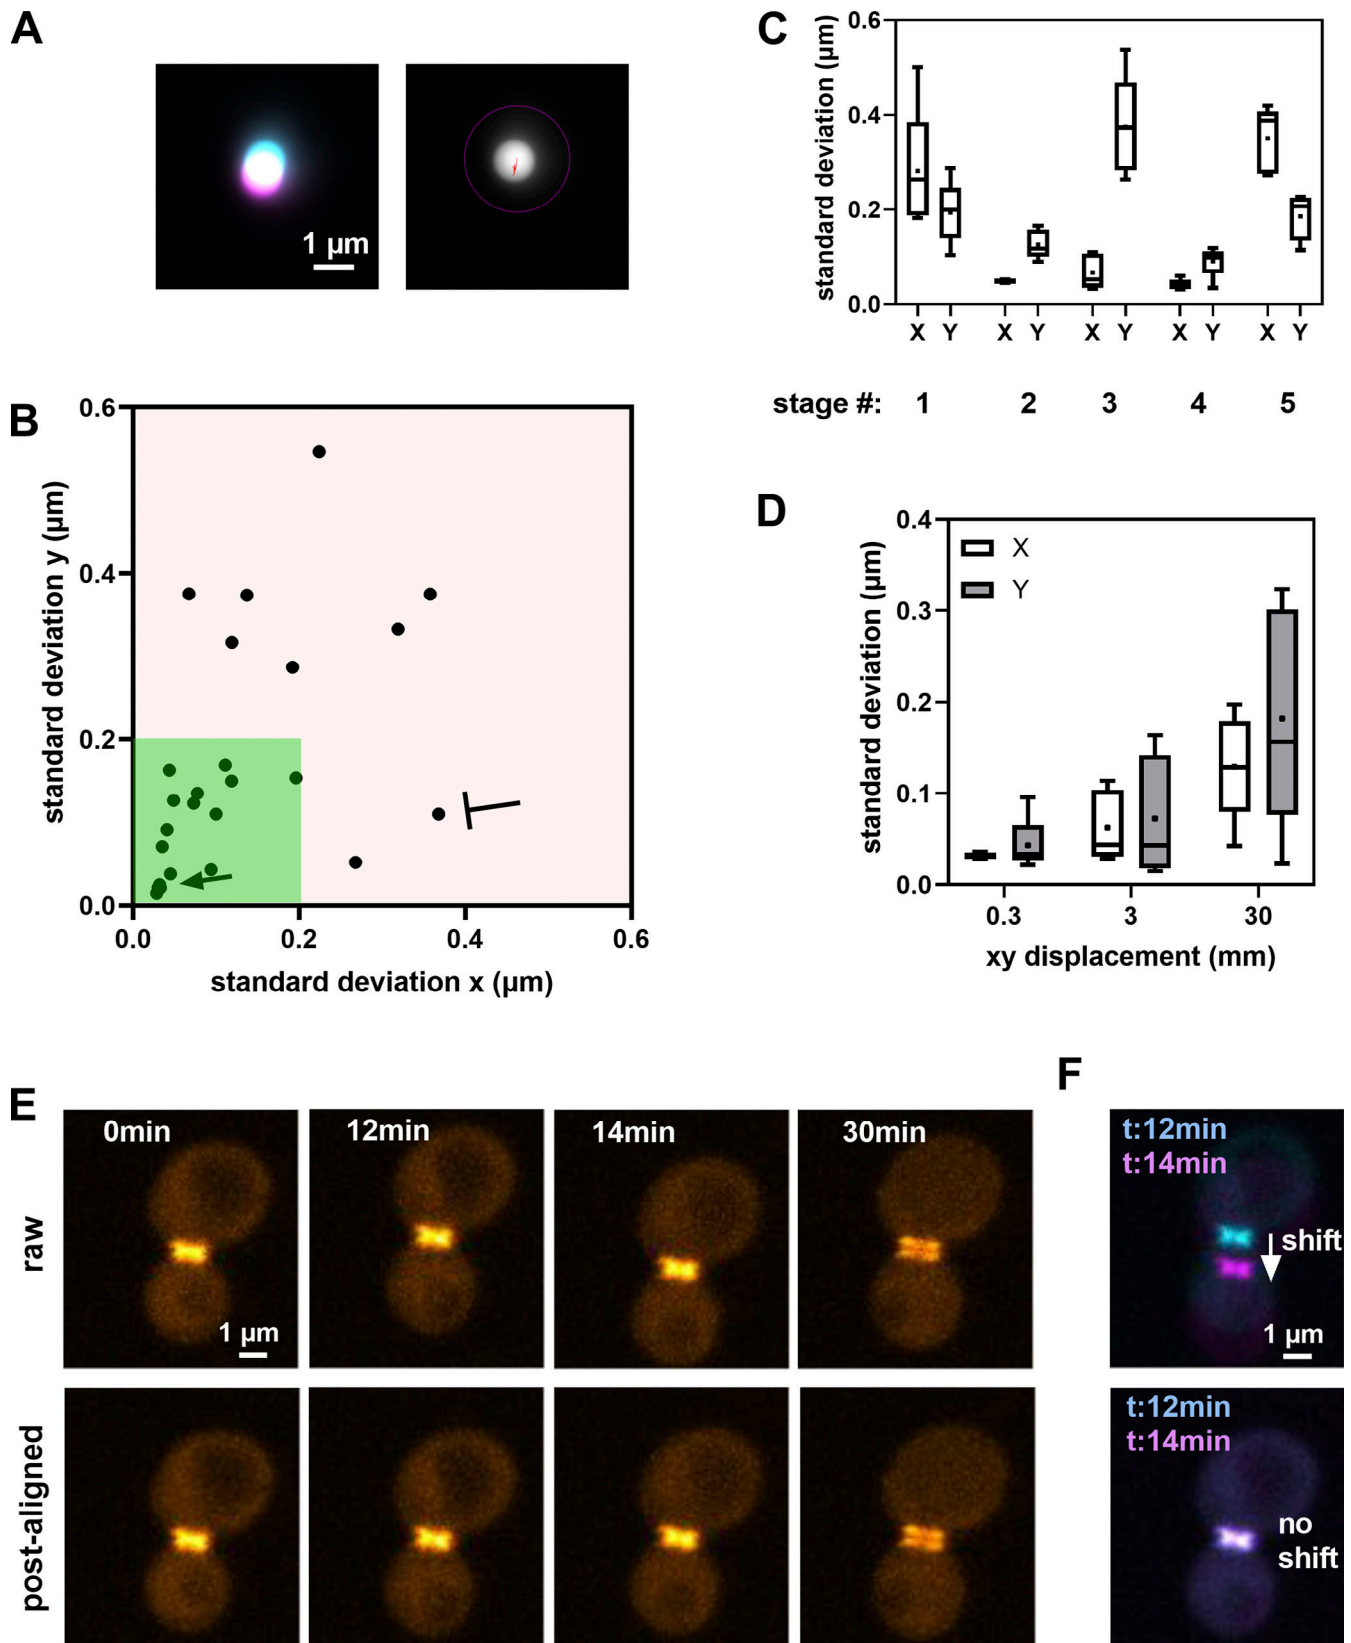 A
1 µm
B
standard deviation y (µm)
0.6
0.4
0.2
0.0
0.0 0.2 0.4 0.6
standard deviation x (µm)
C
standard deviation (µm)
0.6
0.4
0.2
0.0
X Y X Y X Y X Y X Y
stage #: 1 2 3 4 5
D
standard deviation (µm)
0.4
0.3
0.2
0.1
0.0
X
Y
0.3 3 30
xy displacement (mm)
E
raw
0min 12min 14min 30min
1 µm
post-aligned
F
t:12min
t:14min
shift
1 µm
t:12min
t:14min
no
shift